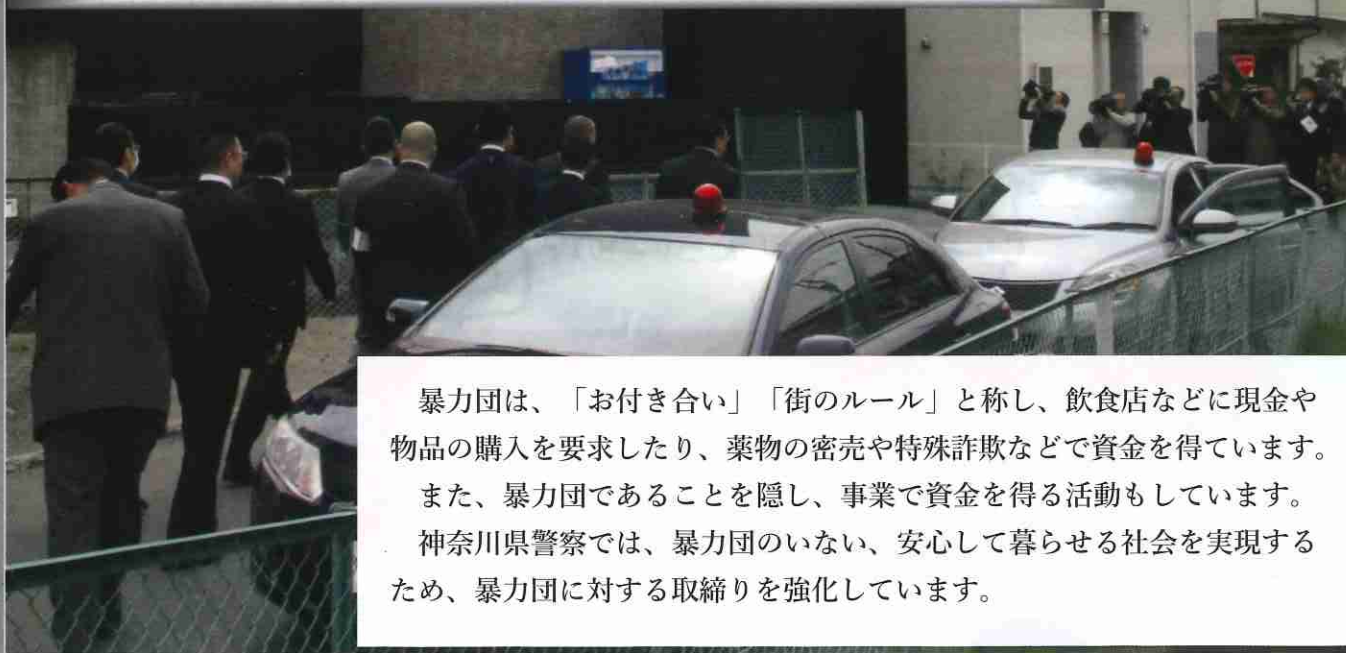 暴力団は、「お付き合い」「街のルール」と称し、飲食店などに現金や
物品の購入を要求したり、薬物の密売や特殊詐欺などで資金を得ています。
また、暴力団であることを隠し、事業で資金を得る活動もしています。
神奈川県警察では、暴力団のいない、安心して暮らせる社会を実現する
ため、暴力団に対する取締りを強化しています。